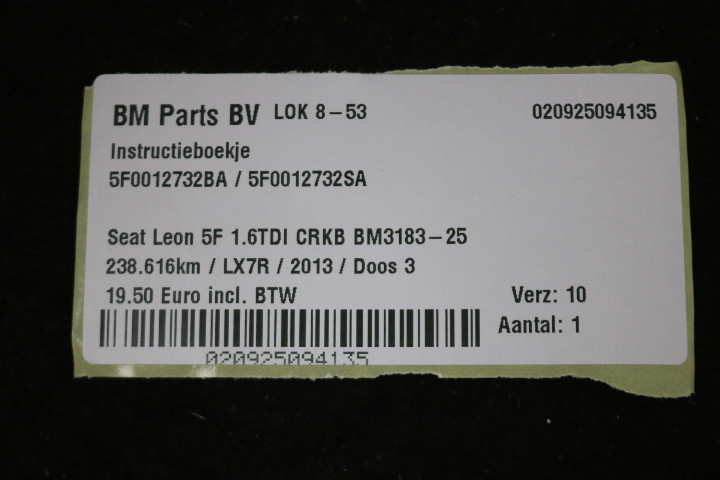 BM Parts BV LOK 8-53 020925094135
Instructieboekje
5F0012732BA / 5F0012732SA
Seat Leon 5F 1.6TDI CRKB BM3183-25
238.616km / LX7R / 2013 / Doos 3
19.50 Euro incl. BTW Verz: 10
Aantal: 1
020925094135